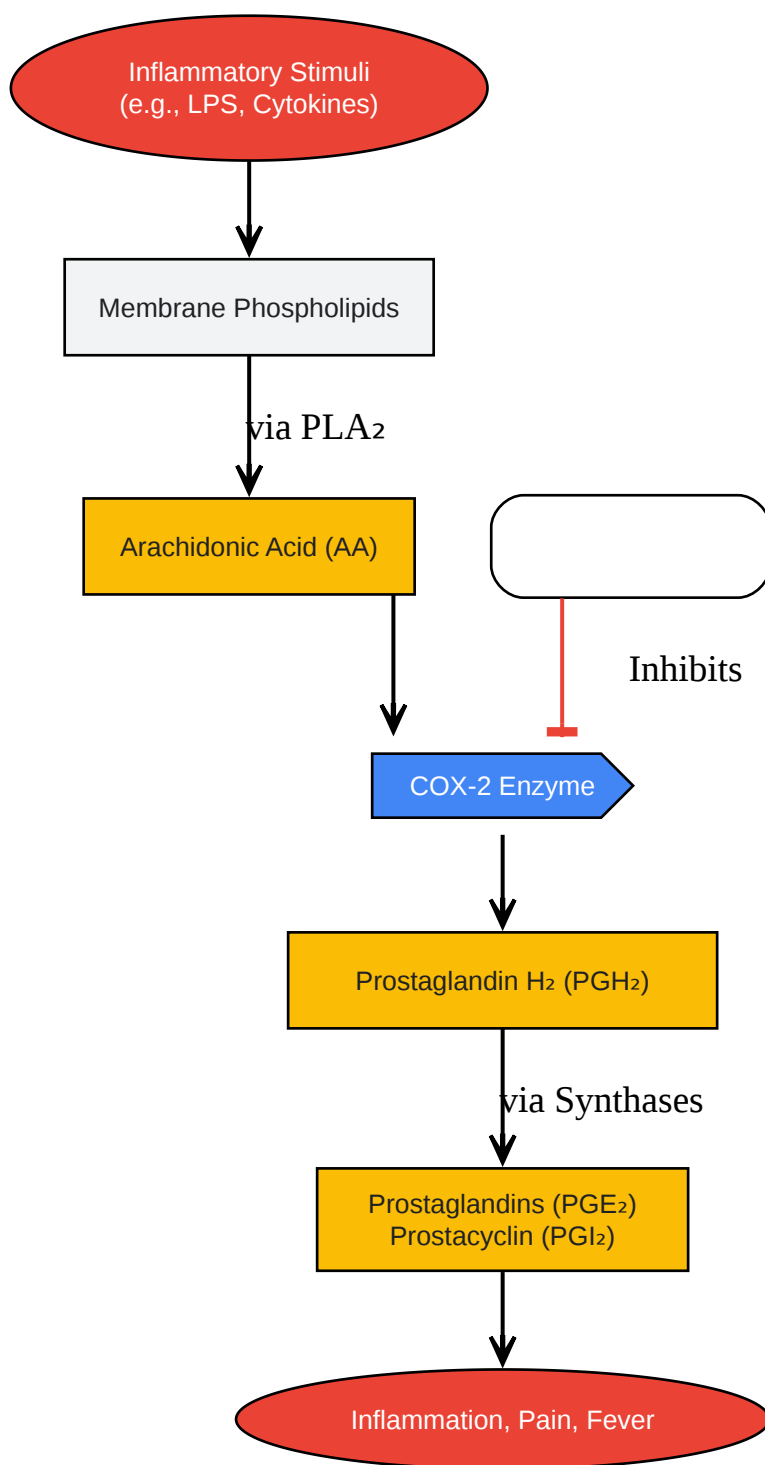 Inflammatory Stimuli
(e.g., LPS, Cytokines)
Membrane Phospholipids
via PLA₂
Arachidonic Acid (AA)
Inhibits
COX-2 Enzyme
Prostaglandin H₂ (PGH₂)
via Synthases
Prostaglandins (PGE₂)
Prostacyclin (PGI₂)
Inflammation, Pain, Fever